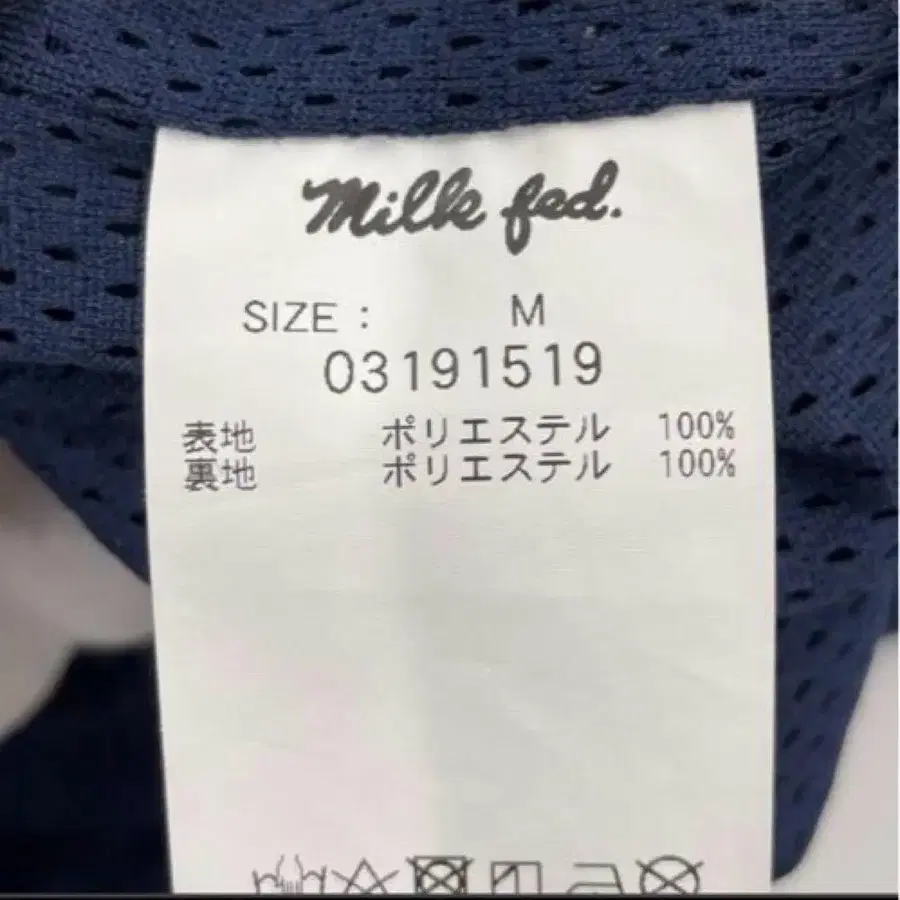 Milk fed.
SIZE : M
03191519
表地 ポリエステル 100%
裏地 ポリエステル 100%